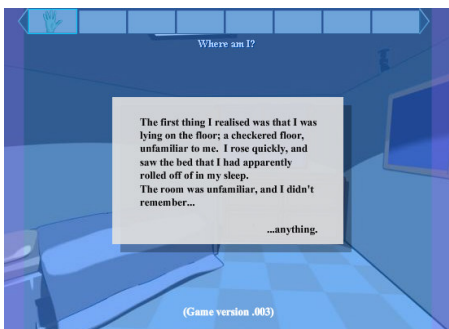 Where am I?
The first thing I realised was that I was
lying on the floor; a checkered floor,
unfamiliar to me. I rose quickly, and
saw the bed that I had apparently
rolled off of in my sleep.
The room was unfamiliar, and I didn't
remember...
...anything.
(Game version .003)